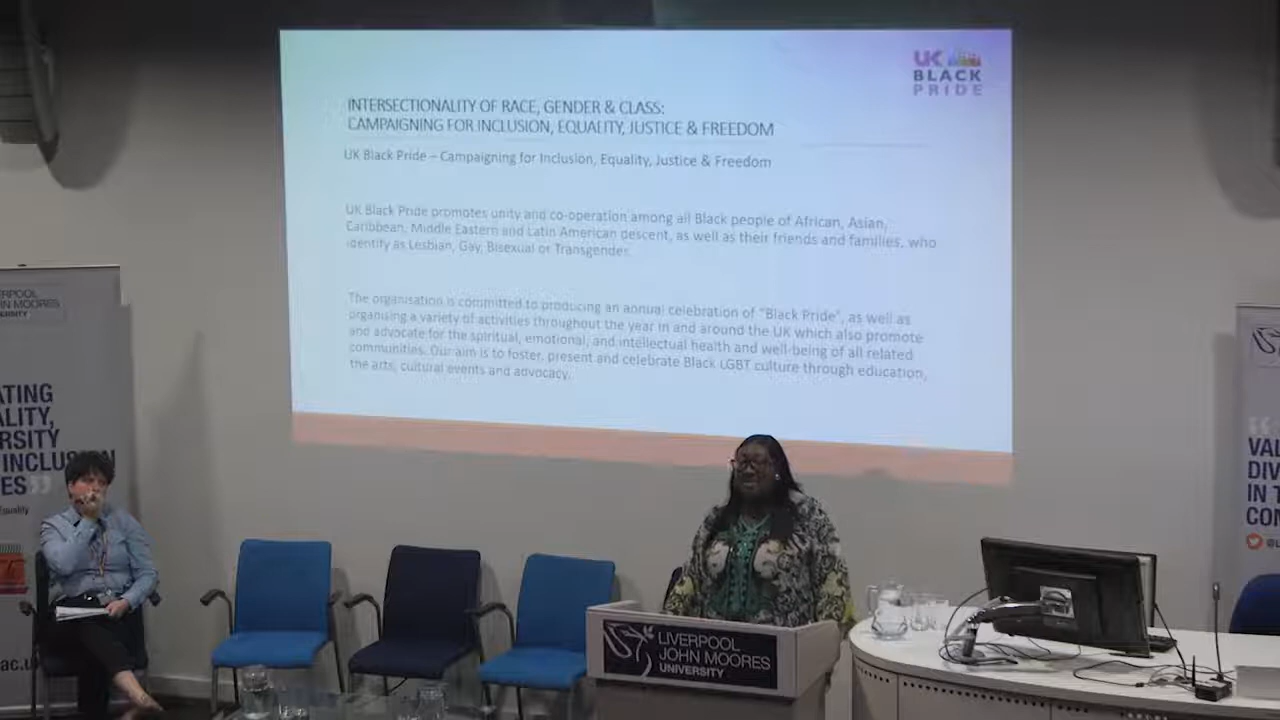 UK
BLACK
PRIDE
INTERSECTIONALITY OF RACE, GENDER & CLASS:
CAMPAIGNING FOR INCLUSION, EQUALITY, JUSTICE & FREEDOM
UK Black Pride – Campaigning for Inclusion, Equality, Justice & Freedom
UK Black Pride promotes unity and co-operation among all Black people of African, Asian,
Caribbean, Middle Eastern and Latin American descent, as well as their friends and families, who
identify as Lesbian, Gay, Bisexual or Transgender.
The organisation is committed to producing an annual celebration of "Black Pride", as well as
organising a variety of activities throughout the year in and around the UK which also promote
and advocate for the spiritual, emotional, and intellectual health and well-being of all related
communities. Our aim is to foster, present and celebrate Black LGBT culture through education,
the arts, cultural events and advocacy.
ERPOOL
N MOORES
VERSITY
ATING
ALITY,
RSITY
INCLUSION
ES”
Equality
ac.u
LIVERPOOL
JOHN MOORES
UNIVERSITY
“
VAL
DIV
IN T
CON
@L